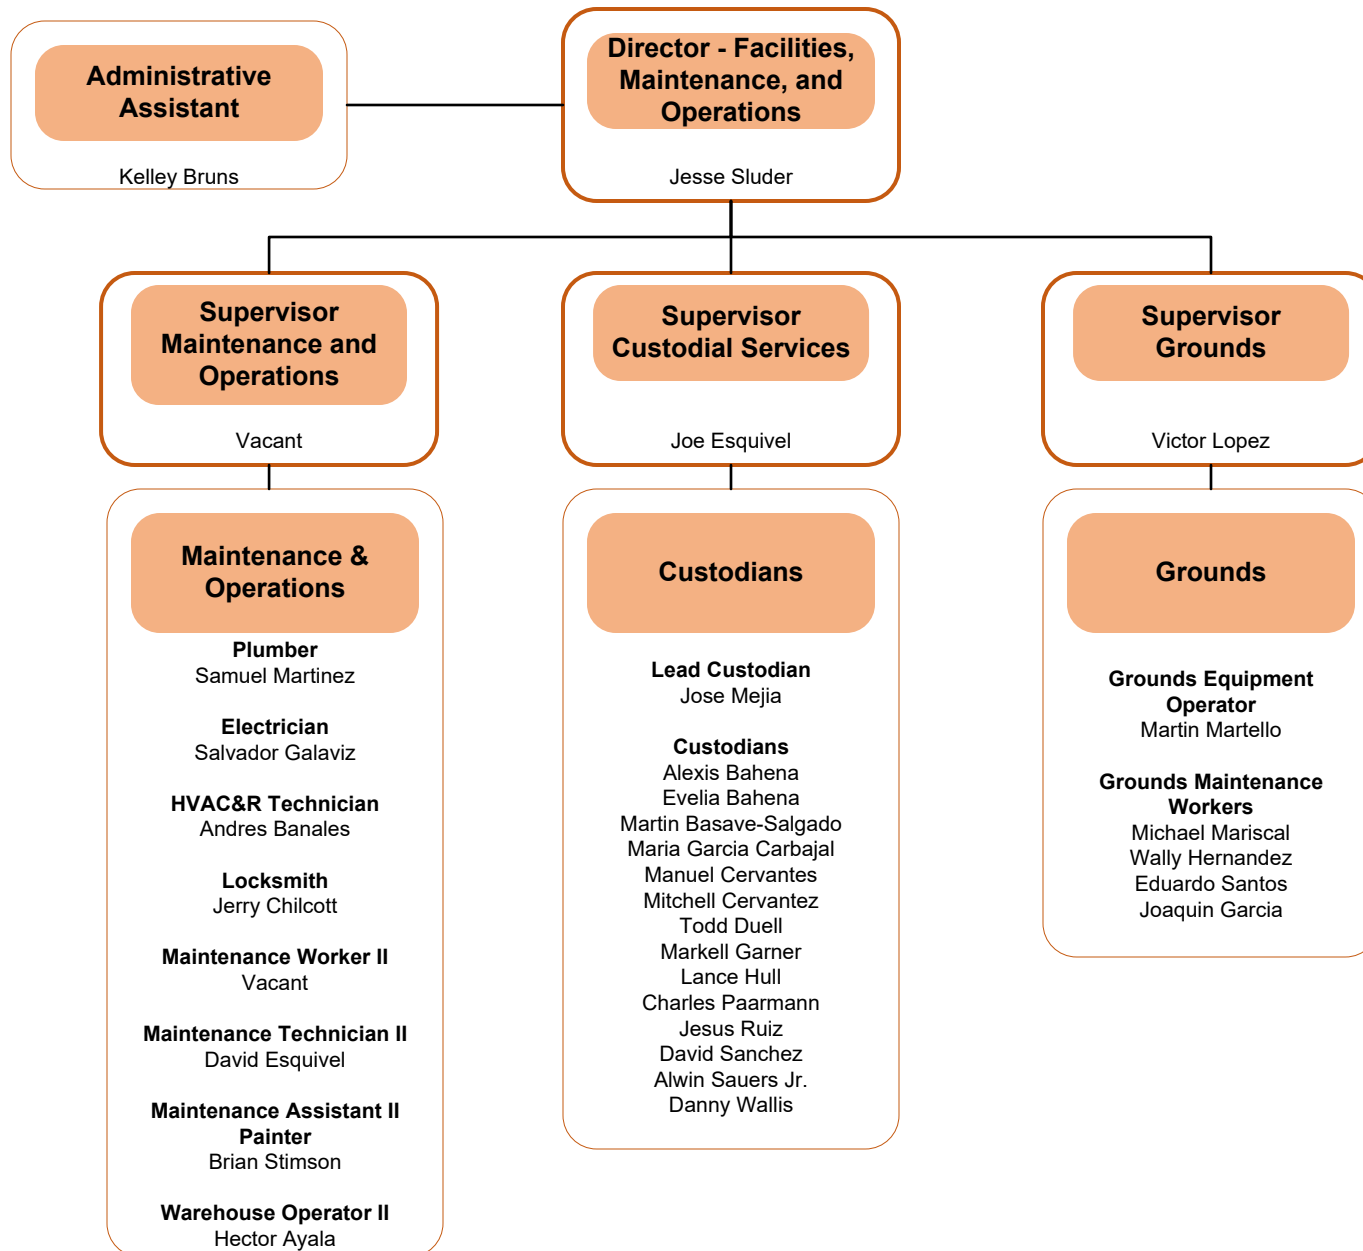 Administrative
Assistant
Kelley Bruns
Director - Facilities,
Maintenance, and
Operations
Jesse Sluder
Supervisor
Maintenance and
Operations
Vacant
Supervisor
Custodial Services
Joe Esquivel
Supervisor
Grounds
Victor Lopez
Maintenance &
Operations
Plumber
Samuel Martinez
Electrician
Salvador Galaviz
HVAC&R Technician
Andres Banales
Locksmith
Jerry Chilcott
Maintenance Worker II
Vacant
Maintenance Technician II
David Esquivel
Maintenance Assistant II
Painter
Brian Stimson
Warehouse Operator II
Hector Ayala
Custodians
Lead Custodian
Jose Mejia
Custodians
Alexis Bahena
Evelia Bahena
Martin Basave-Salgado
Maria Garcia Carbajal
Manuel Cervantes
Mitchell Cervantez
Todd Duell
Markell Garner
Lance Hull
Charles Paarmann
Jesus Ruiz
David Sanchez
Alwin Sauers Jr.
Danny Wallis
Grounds
Grounds Equipment
Operator
Martin Martello
Grounds Maintenance
Workers
Michael Mariscal
Wally Hernandez
Eduardo Santos
Joaquin Garcia